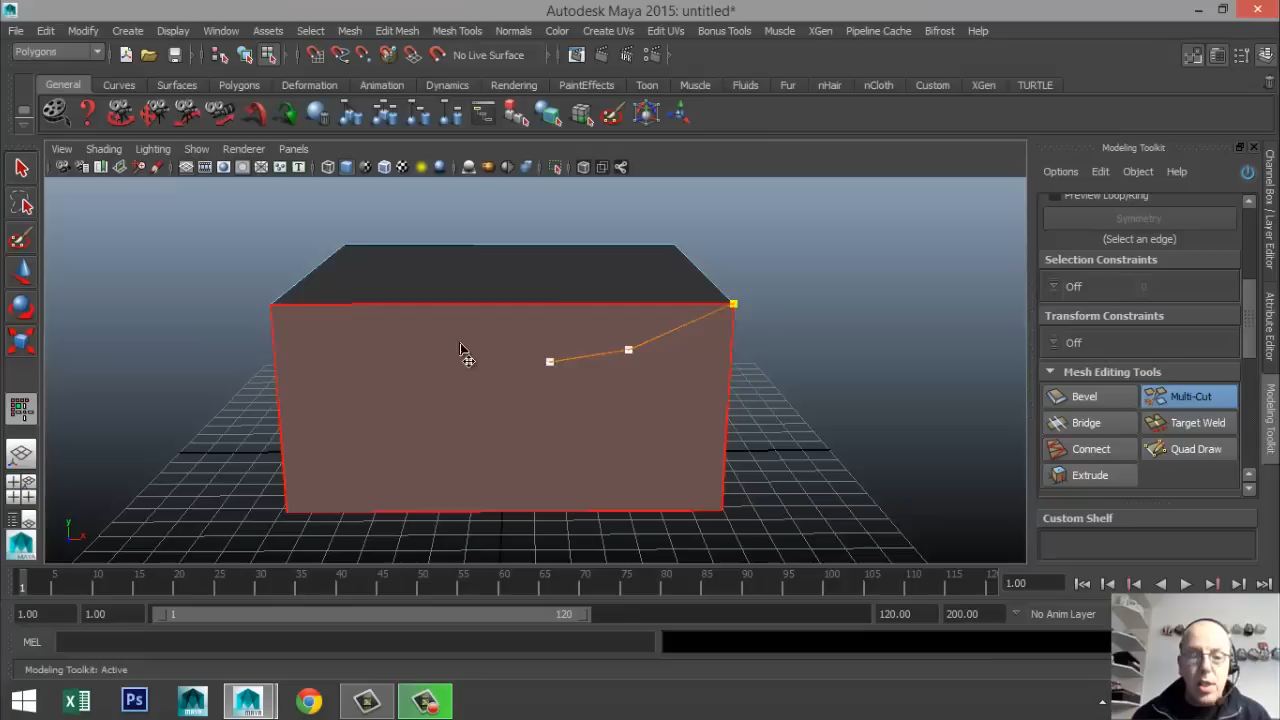 Autodesk Maya 2015: untitled*
File Edit Modify Create Display Window Assets Select Mesh Edit Mesh Mesh Tools Normals Color Create UVs Edit UVs Bonus Tools Muscle XGen Pipeline Cache Bifrost Help
Polygons No Live Surface
General Curves Surfaces Polygons Deformation Animation Dynamics Rendering PaintEffects Toon Muscle Fluids Fur nHair nCloth Custom XGen TURTLE
View Shading Lighting Show Renderer Panels
Modeling Toolkit
Options Edit Object Help
Preview Loop/Ring
Symmetry
(Select an edge)
Selection Constraints
Off
Transform Constraints
Off
Mesh Editing Tools
Bevel Multi-Cut
Bridge Target Weld
Connect Quad Draw
Extrude
Custom Shelf
Channel Box / Layer Editor
Attribute Editor
Modeling Toolkit
y
x
MAYA
1 5 10 15 20 25 30 35 40 45 50 55 60 65 70 75 80 85 90 95 100 105 110 115 12 1.00
1.00 1.00 1 120 120.00 200.00 No Anim Layer
MEL
Modeling Toolkit: Active
Ps